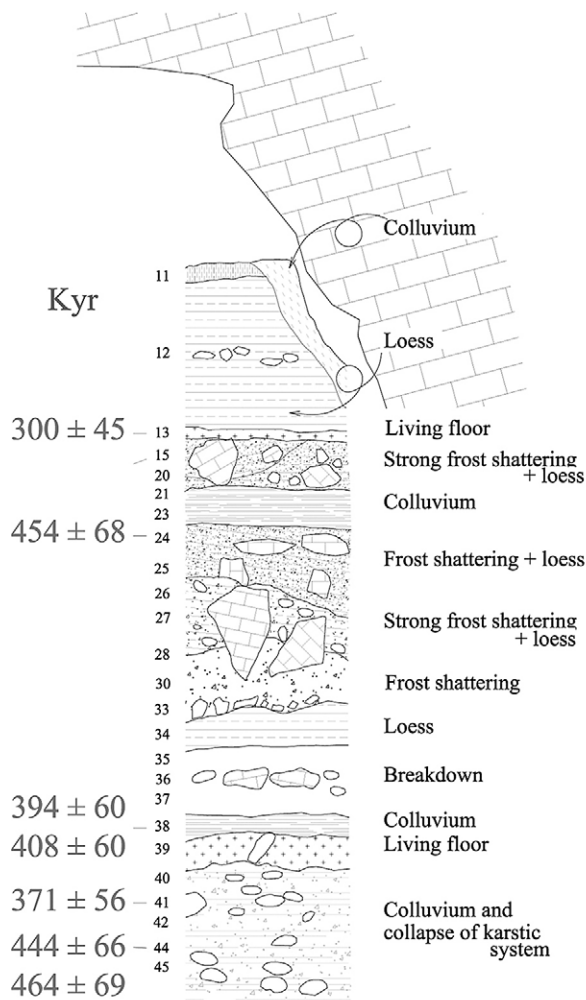 Colluvium
11
Kyr
Loess
12
300 ± 45
13
Living floor
15
Strong frost shattering
+ loess
20
21
Colluvium
23
454 ± 68
24
Frost shattering + loess
25
26
27
Strong frost shattering
+ loess
28
30
Frost shattering
33
34
Loess
35
36
Breakdown
37
394 ± 60
38
Colluvium
408 ± 60
39
Living floor
40
371 ± 56
41
42
Colluvium and
collapse of karstic
system
444 ± 66
44
45
464 ± 69